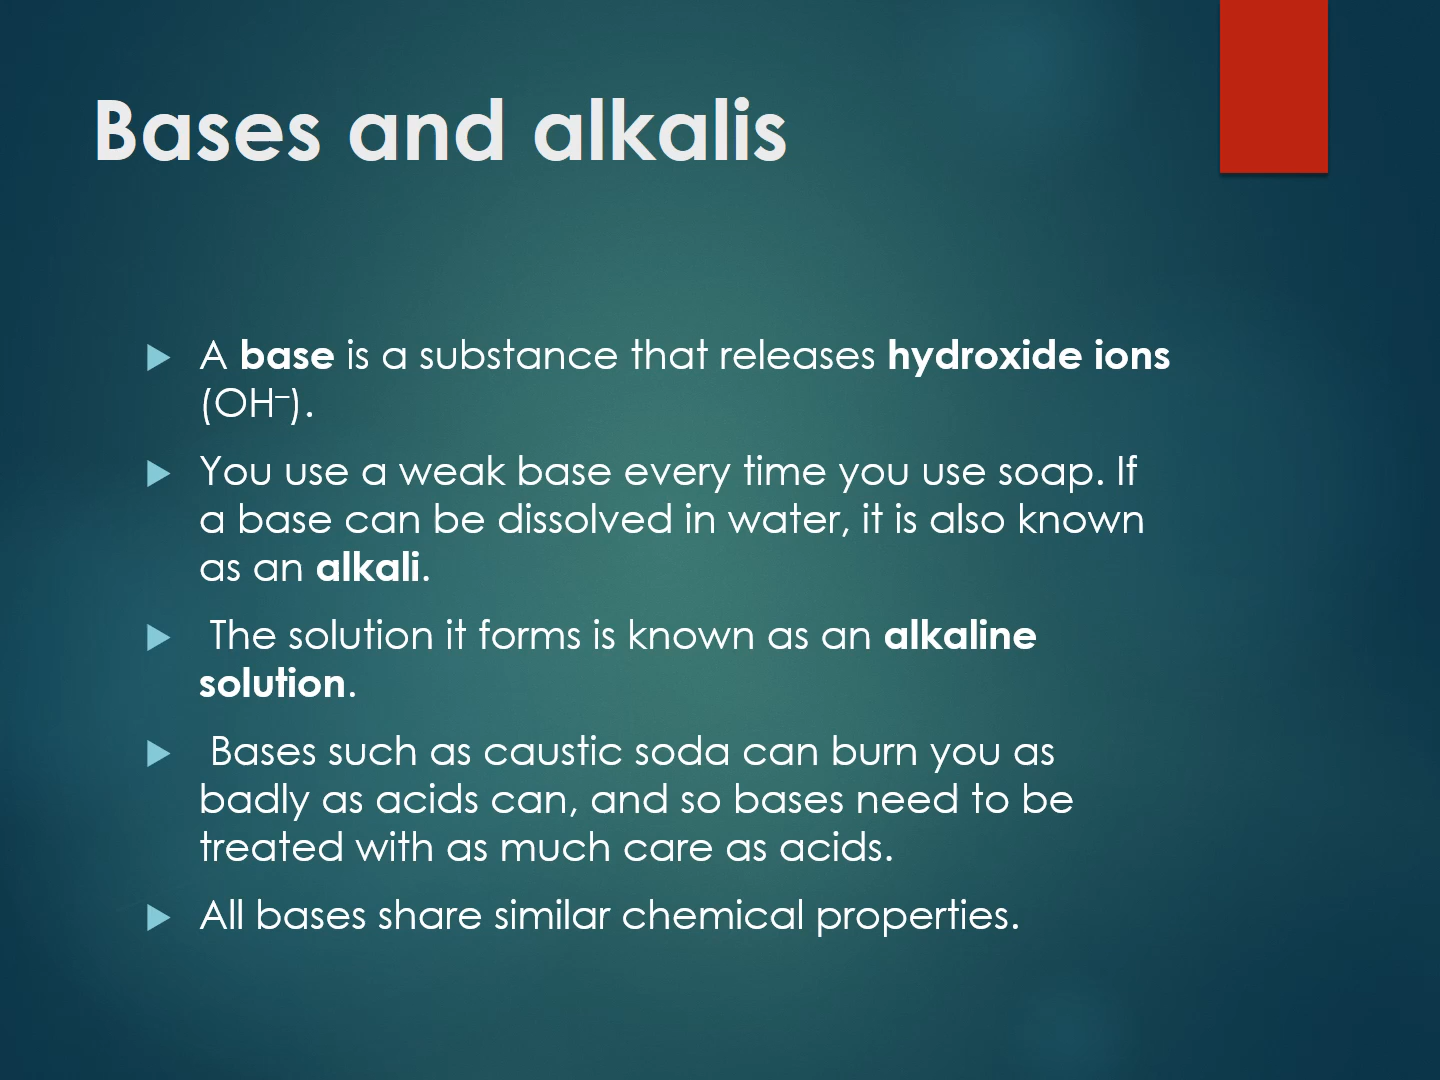 Bases and alkalis
A base is a substance that releases hydroxide ions
(OH⁻).
You use a weak base every time you use soap. If
a base can be dissolved in water, it is also known
as an alkali.
The solution it forms is known as an alkaline
solution.
Bases such as caustic soda can burn you as
badly as acids can, and so bases need to be
treated with as much care as acids.
All bases share similar chemical properties.